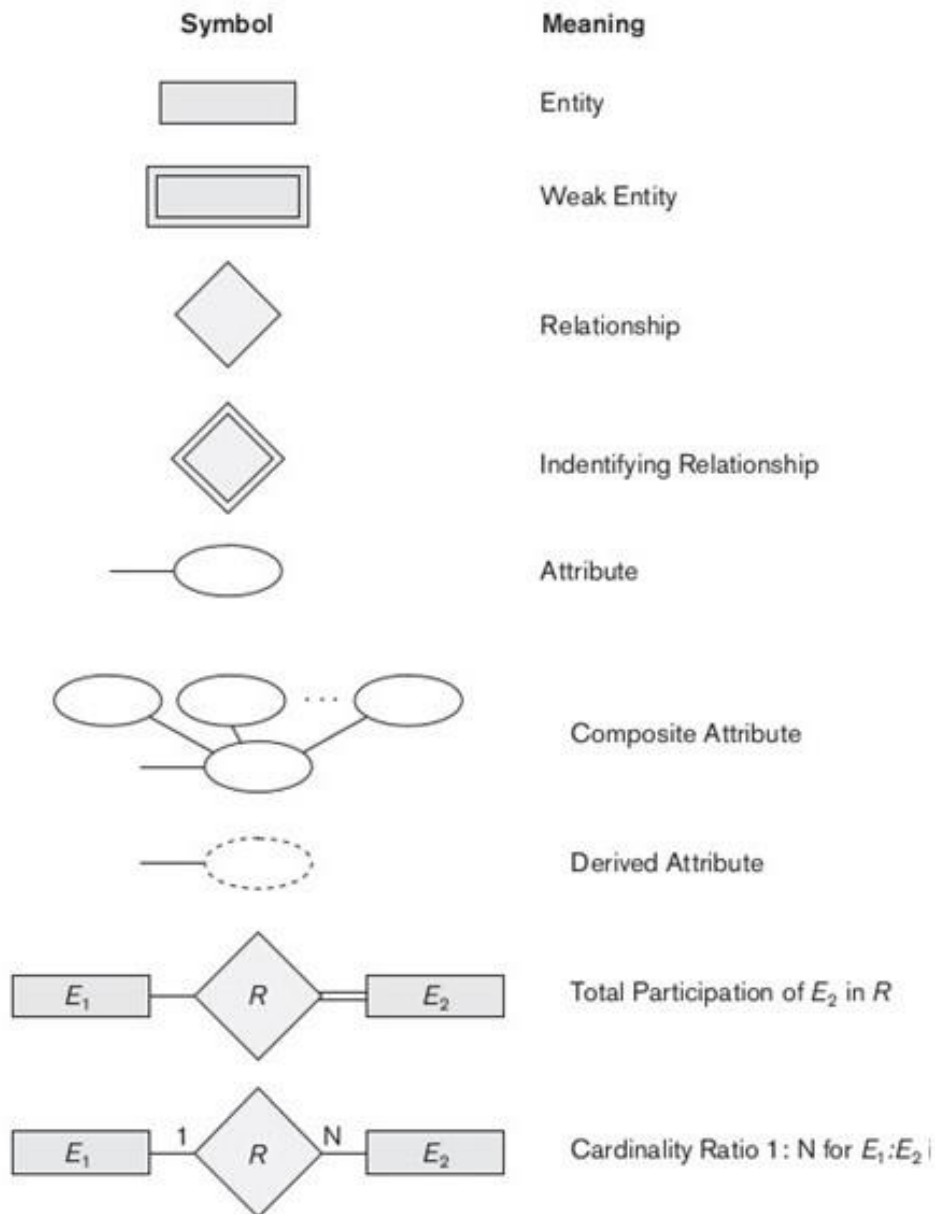 Symbol Meaning
Entity
Weak Entity
Relationship
Indentifying Relationship
Attribute
. . .
Composite Attribute
Derived Attribute
E₁ R E₂ Total Participation of E₂ in R
E₁ 1 R N E₂ Cardinality Ratio 1: N for E₁:E₂